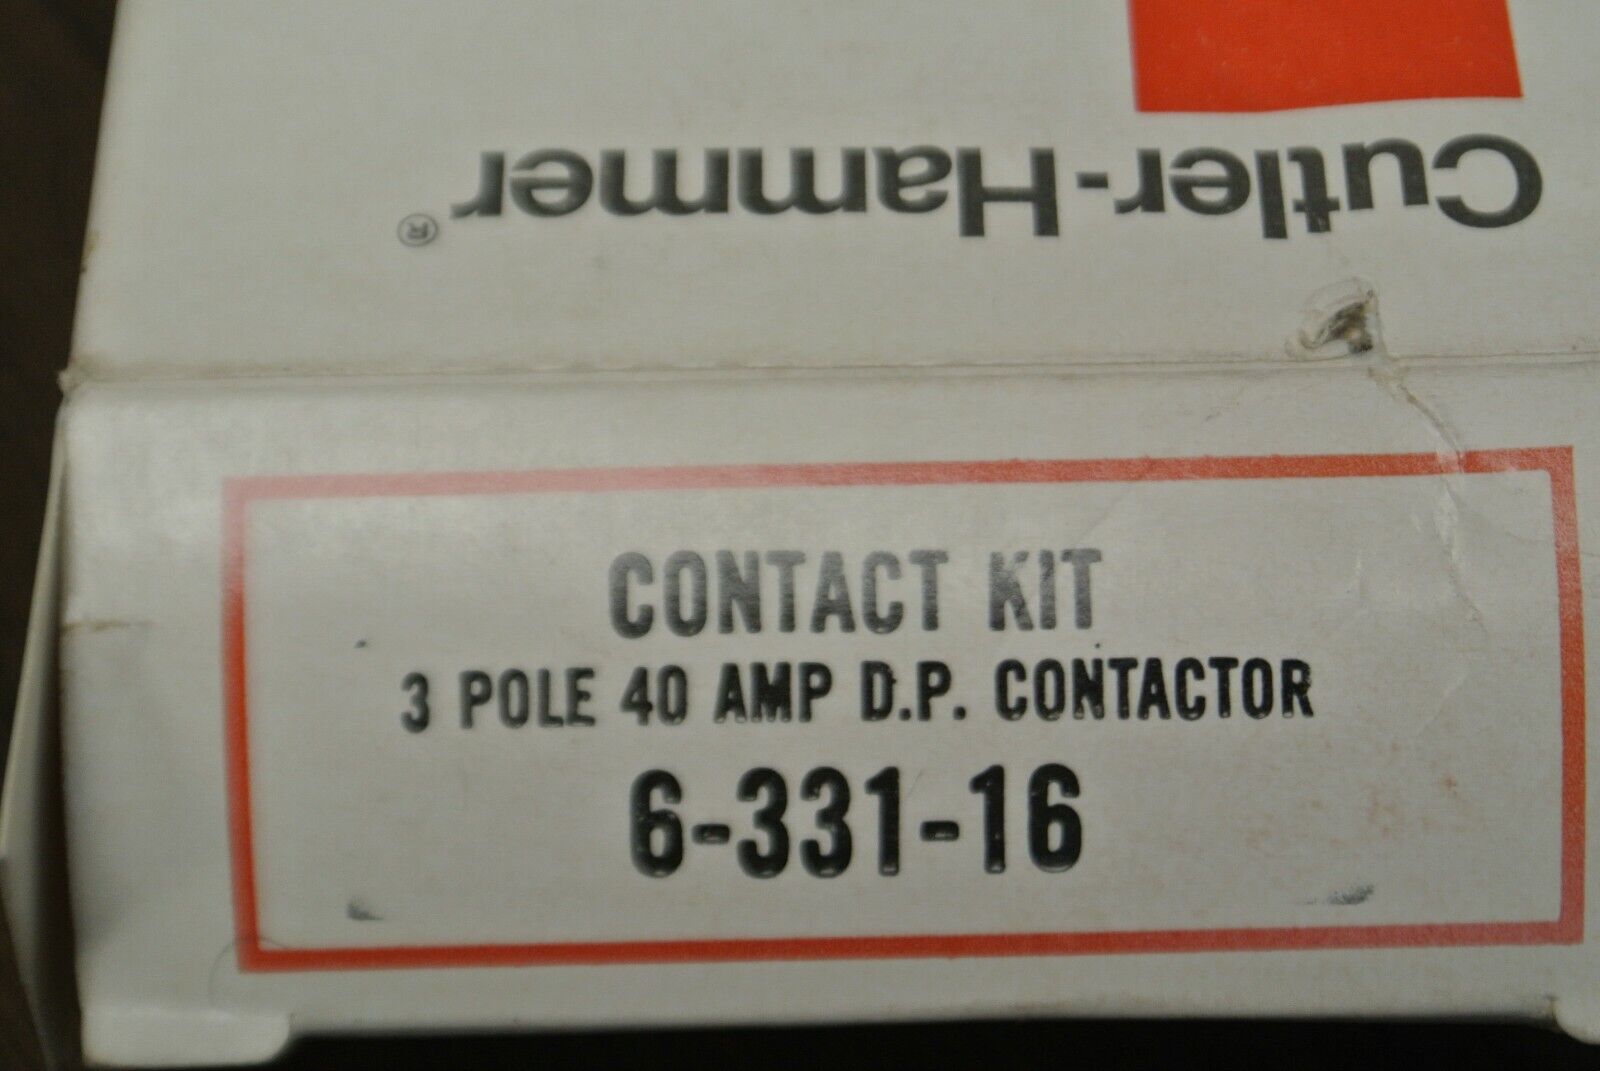 Cutler-Hammer®
CONTACT KIT
3 POLE 40 AMP D.P. CONTACTOR
6-331-16